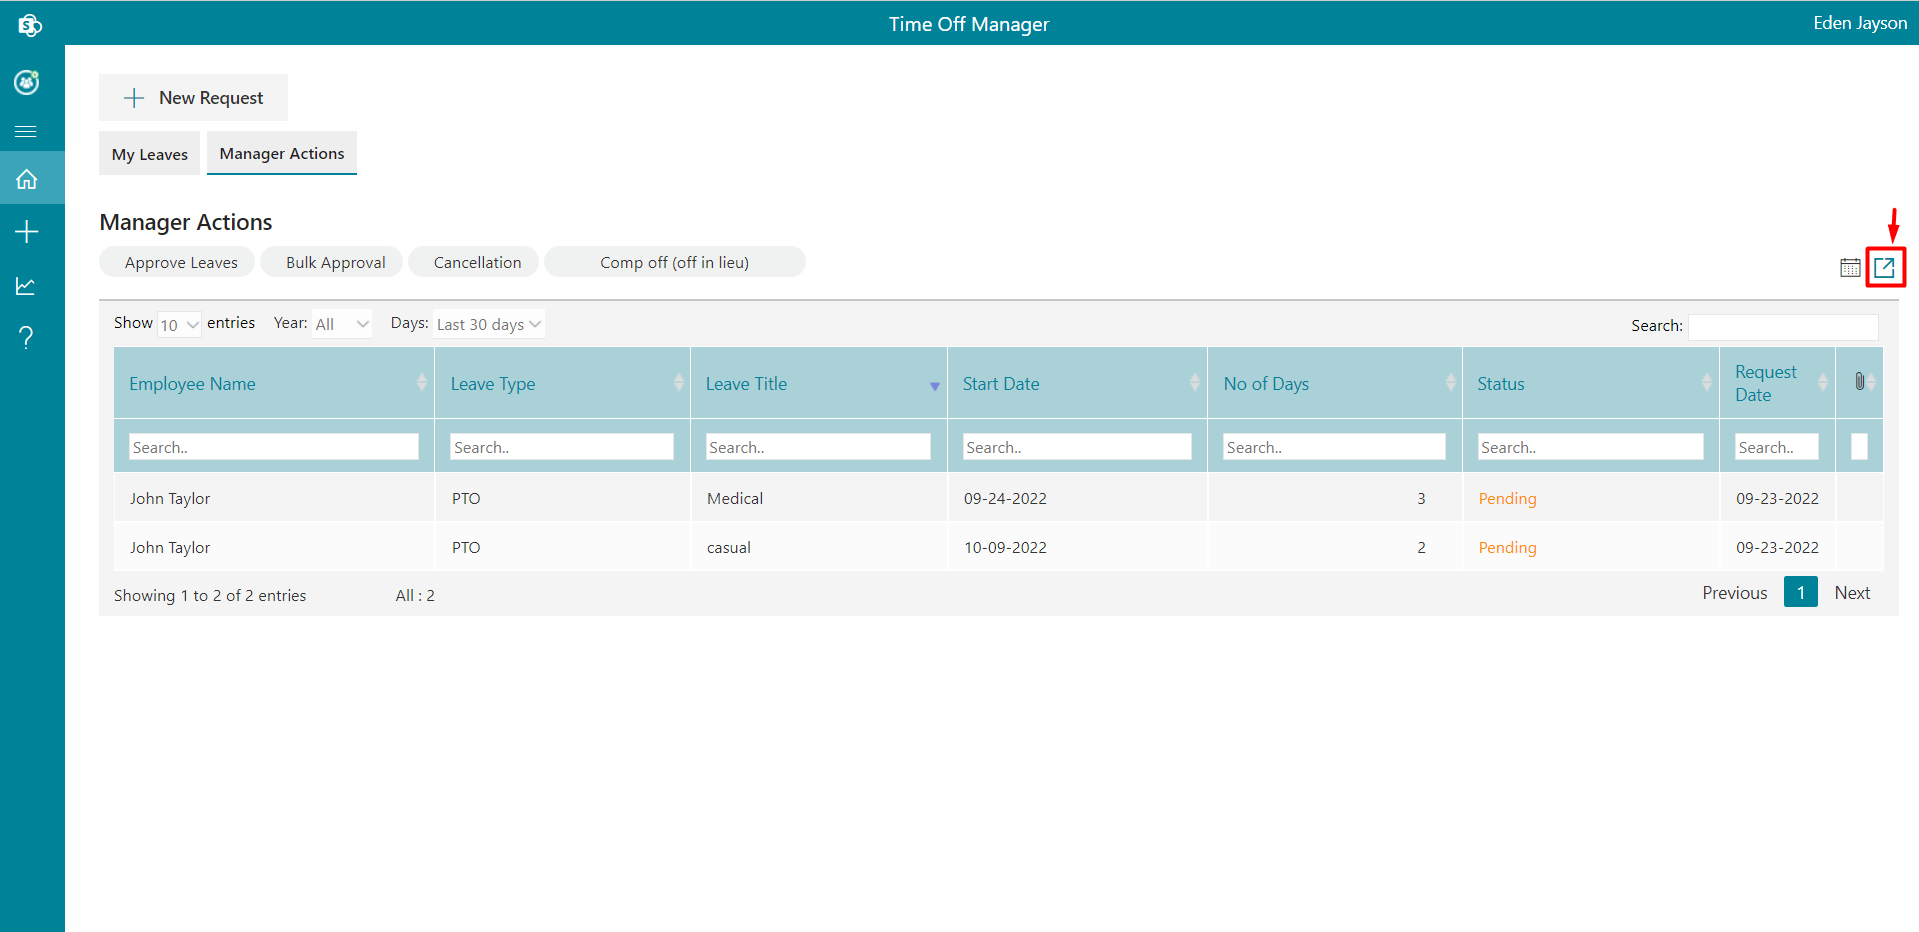 S
Time Off Manager
Eden Jayson
New Request
My Leaves Manager Actions
Manager Actions
Approve Leaves Bulk Approval Cancellation Comp off (off in lieu)
Show 10 entries Year: All Days: Last 30 days Search:
Employee Name Leave Type Leave Title Start Date No of Days Status Request Date
Search.. Search.. Search.. Search.. Search.. Search.. Search..
John Taylor PTO Medical 09-24-2022 3 Pending 09-23-2022
John Taylor PTO casual 10-09-2022 2 Pending 09-23-2022
Showing 1 to 2 of 2 entries All : 2 Previous 1 Next